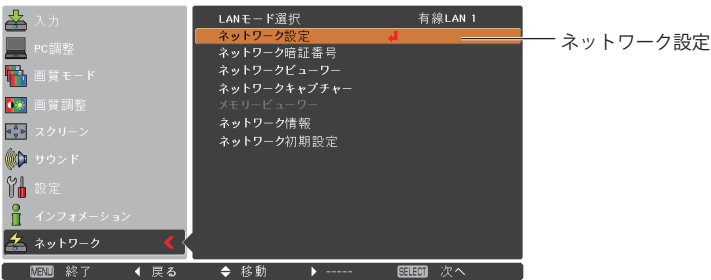 入力
PC調整
画質モード
画質調整
スクリーン
サウンド
設定
インフォメーション
ネットワーク
LANモード選択 有線LAN 1
ネットワーク設定
ネットワーク暗証番号
ネットワークビューワー
ネットワークキャプチャー
メモリービューワー
ネットワーク情報
ネットワーク初期設定
ネットワーク設定
MENU 終了 戻る 移動 ----- SELECT 次へ